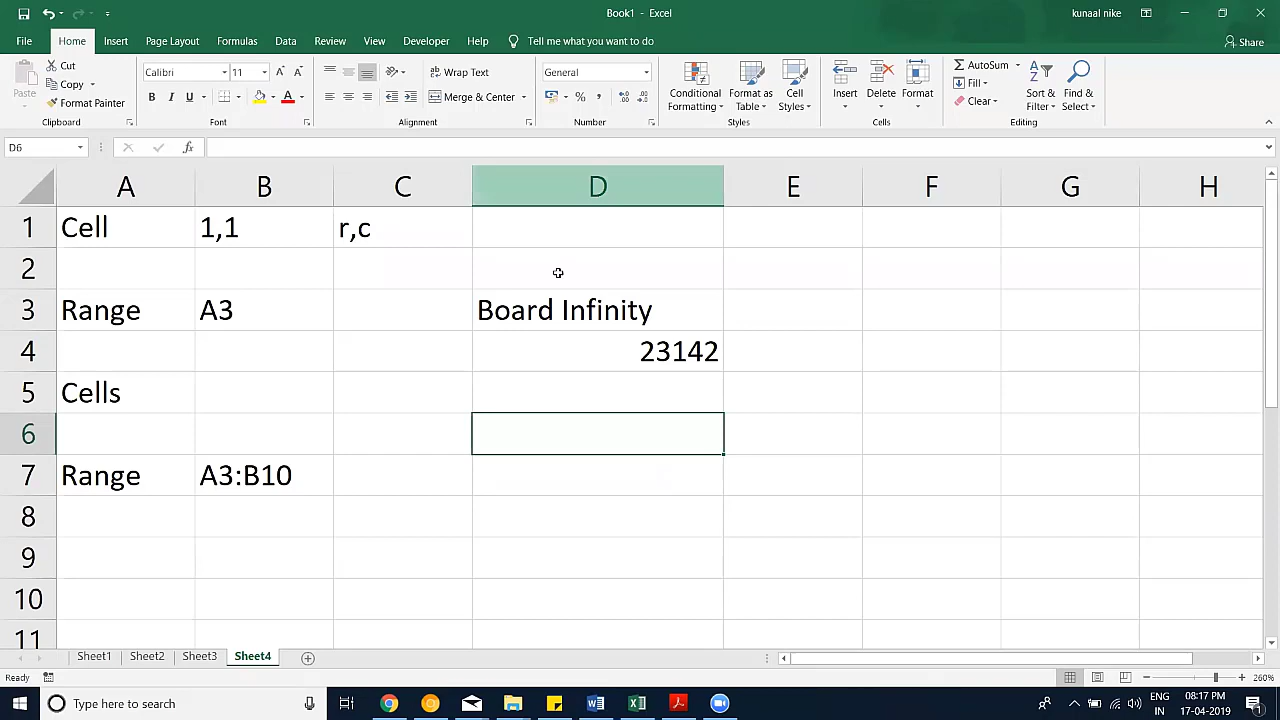 Book1 - Excel
kunaal nike
File Home Insert Page Layout Formulas Data Review View Developer Help Tell me what you want to do Share
Paste
Cut
Copy
Format Painter
Clipboard
Calibri 11
B I U
Font
Wrap Text
Merge & Center
Alignment
General
Number
Conditional Formatting
Format as Table
Cell Styles
Styles
Insert Delete Format
Cells
AutoSum
Fill
Clear
Sort & Filter
Find & Select
Editing
D6
fx
A B C D E F G H
1 Cell 1,1 r,c
2
3 Range A3 Board Infinity
4 23142
5 Cells
6
7 Range A3:B10
8
9
10
11
Sheet1 Sheet2 Sheet3 Sheet4
Ready
260%
Type here to search
ENG
IN
08:17 PM
17-04-2019